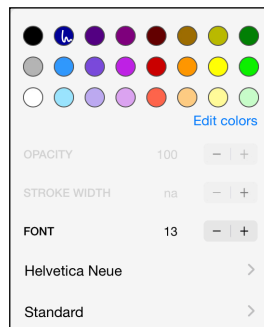 Edit colors
OPACITY 100 − +
STROKE WIDTH na − +
FONT 13 − +
Helvetica Neue
Standard